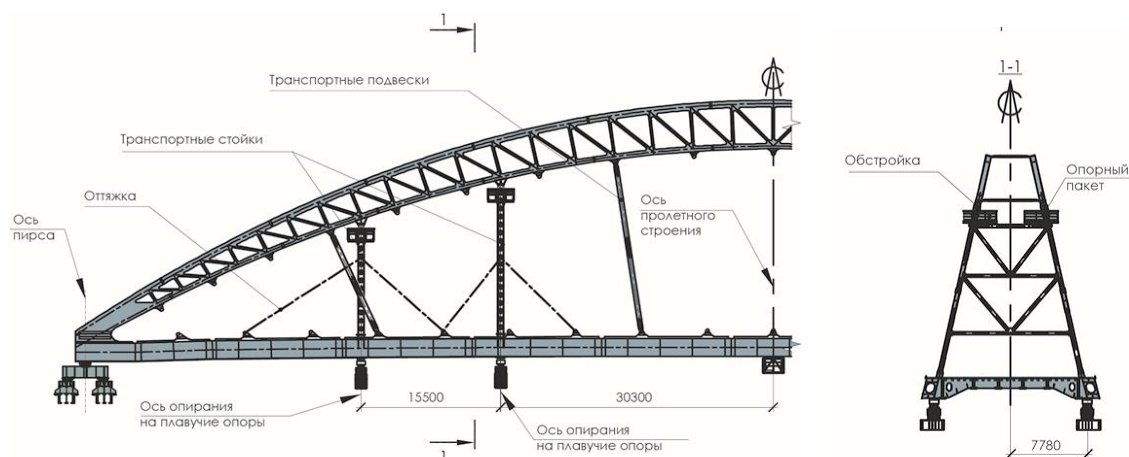 1
Транспортные подвески
Транспортные стойки
Оттяжка
Ось
пирса
Ось
пролетного
строения
15500
30300
Ось опирания
на плавучие опоры
Ось опирания
на плавучие опоры
1
1-1
Обстройка
Опорный
пакет
7780